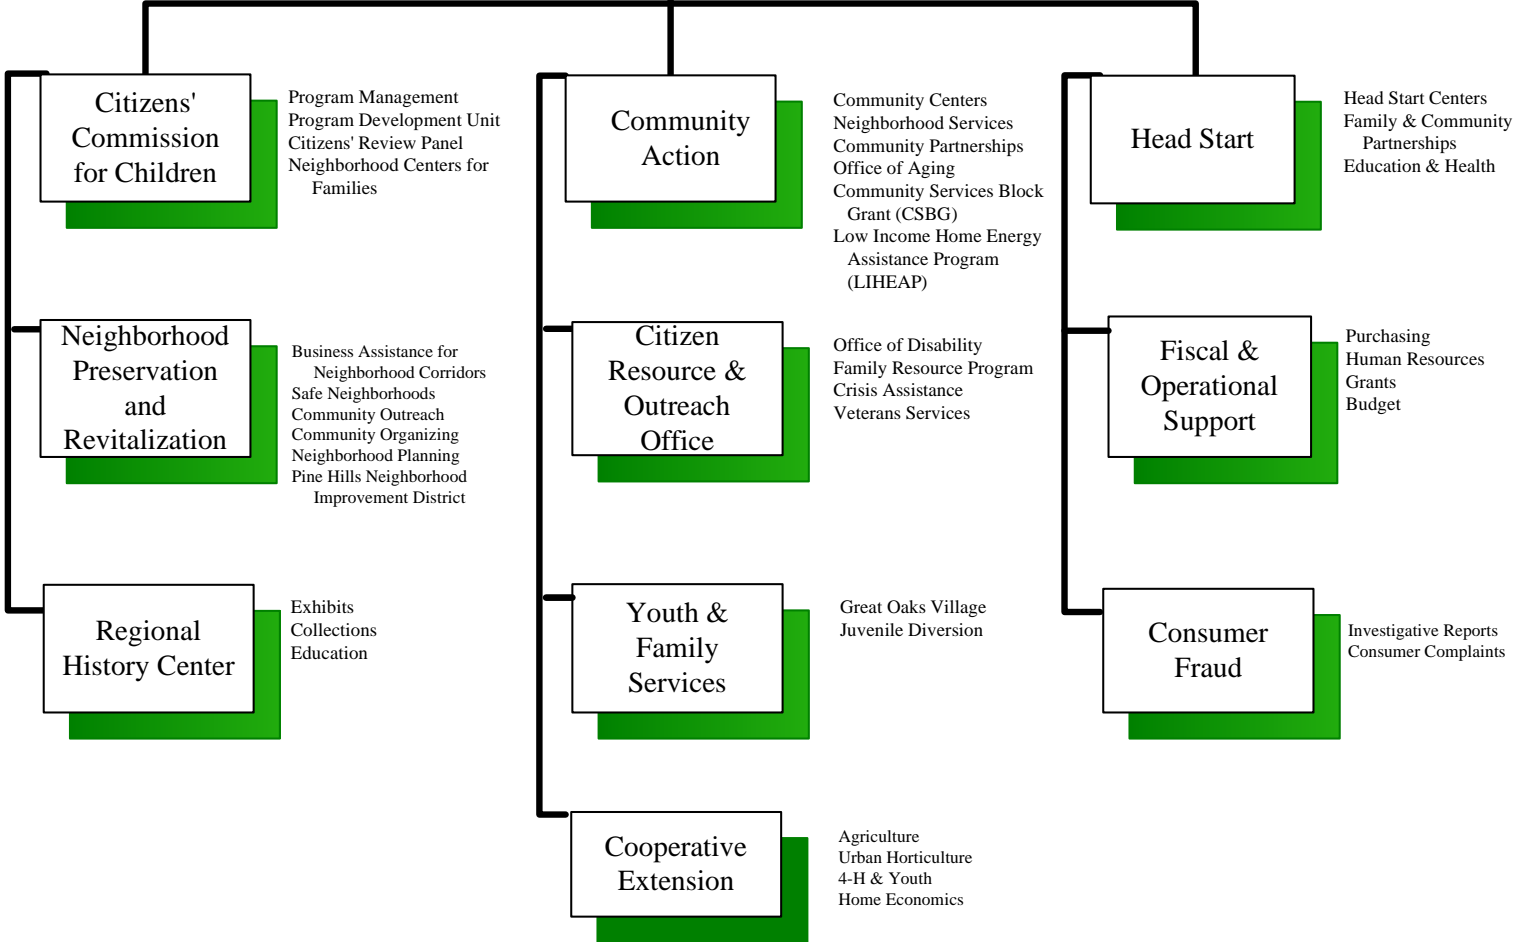 Citizens'
Commission
for Children
Program Management
Program Development Unit
Citizens' Review Panel
Neighborhood Centers for
Families
Community
Action
Community Centers
Neighborhood Services
Community Partnerships
Office of Aging
Community Services Block
Grant (CSBG)
Low Income Home Energy
Assistance Program
(LIHEAP)
Head Start
Head Start Centers
Family & Community
Partnerships
Education & Health
Neighborhood
Preservation
and
Revitalization
Business Assistance for
Neighborhood Corridors
Safe Neighborhoods
Community Outreach
Community Organizing
Neighborhood Planning
Pine Hills Neighborhood
Improvement District
Citizen
Resource &
Outreach
Office
Office of Disability
Family Resource Program
Crisis Assistance
Veterans Services
Fiscal &
Operational
Support
Purchasing
Human Resources
Grants
Budget
Regional
History Center
Exhibits
Collections
Education
Youth &
Family
Services
Great Oaks Village
Juvenile Diversion
Consumer
Fraud
Investigative Reports
Consumer Complaints
Cooperative
Extension
Agriculture
Urban Horticulture
4-H & Youth
Home Economics